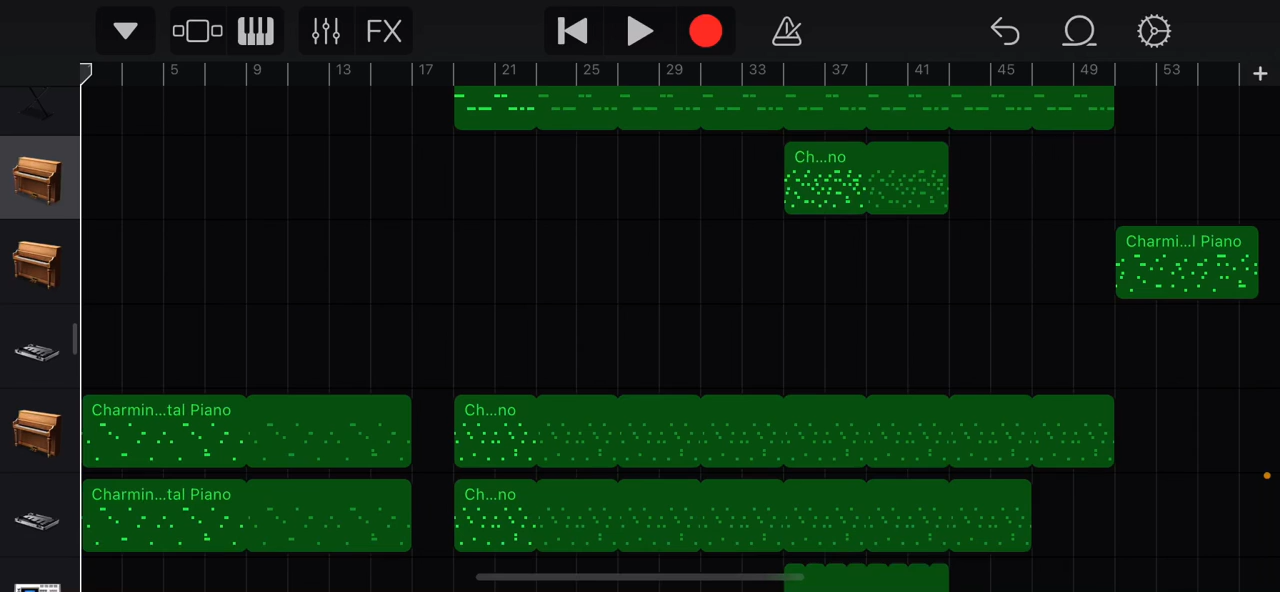 FX
5 9 13 17 21 25 29 33 37 41 45 49 53 +
Ch...no
Charmi...l Piano
Charmin...tal Piano Ch...no
Charmin...tal Piano Ch...no